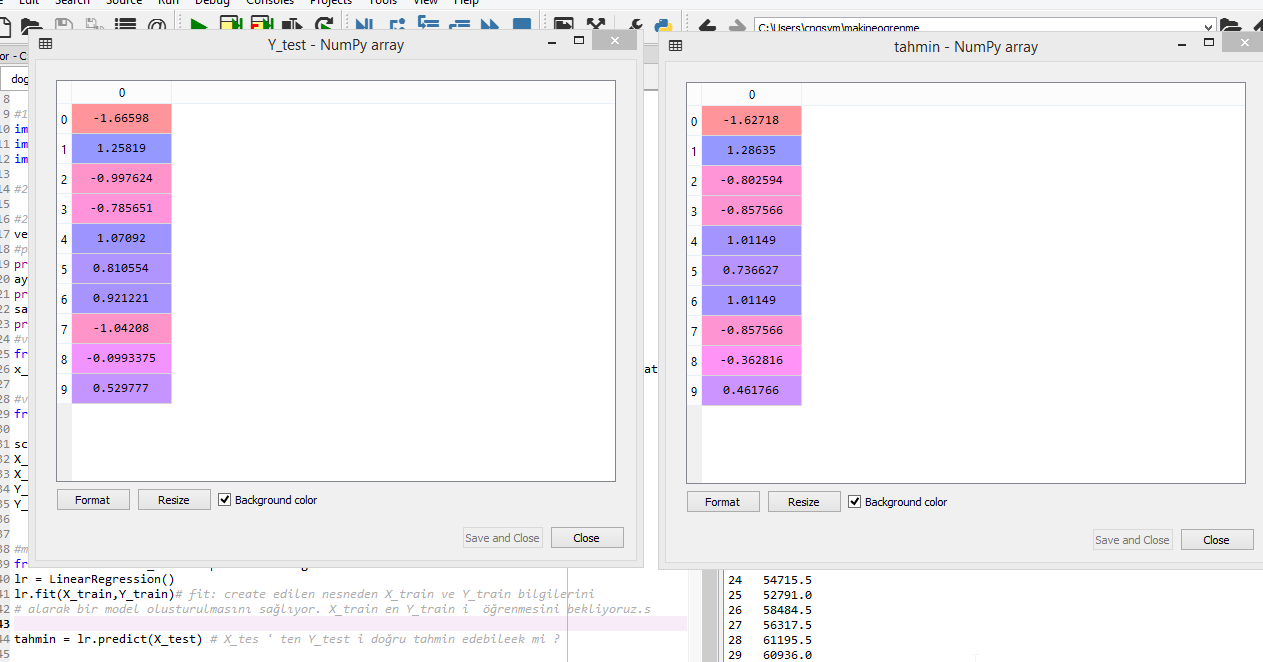 Edit Search Source Run Debug Consoles Projects Tools View Help
C:\Users\cngsym\makineogrenme
Y_test - NumPy array
0
0 -1.66598
1 1.25819
2 -0.997624
3 -0.785651
4 1.07092
5 0.810554
6 0.921221
7 -1.04208
8 -0.0993375
9 0.529777
Format Resize Background color
Save and Close Close
tahmin - NumPy array
0
0 -1.62718
1 1.28635
2 -0.802594
3 -0.857566
4 1.01149
5 0.736627
6 1.01149
7 -0.857566
8 -0.362816
9 0.461766
Format Resize Background color
Save and Close Close
or - C
dog
8
9 #1
10 im
11 im
12 im
13
14 #2
15
16 #2
17 ve
18 #p
19 pr
20 ay
21 pr
22 sa
23 pr
24 #v
25 fr
26 x_ at
27
28 #v
29 fr
30
31 sc
32 X_
33 X_
34 Y_
35 Y_
36
37
38 #m
39 fr
40 lr = LinearRegression()
41 lr.fit(X_train,Y_train)# fit: create edilen nesneden X_train ve Y_train bilgilerini
42 # alarak bir model olusturulmasını sağlıyor. X_train en Y_train i öğrenmesini bekliyoruz.s
43
44 tahmin = lr.predict(X_test) # X_tes ' ten Y_test i doğru tahmin edebileek mi ?
45
24 54715.5
25 52791.0
26 58484.5
27 56317.5
28 61195.5
29 60936.0